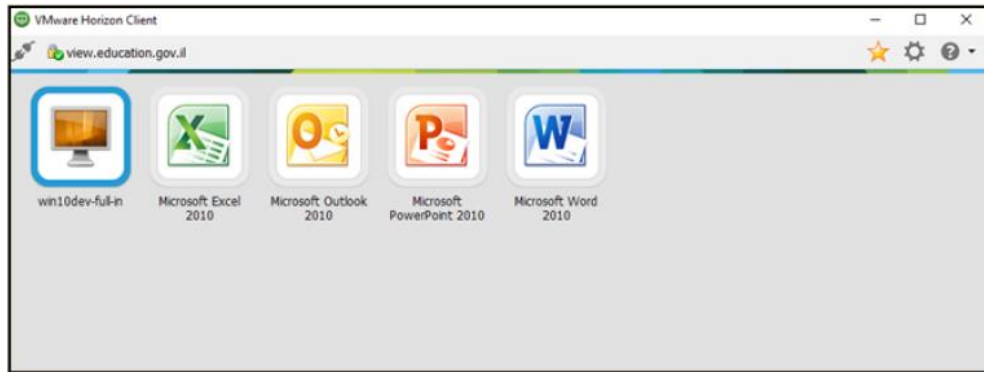 VMware Horizon Client
view.education.gov.il
win10dev-full-in
Microsoft Excel
2010
Microsoft Outlook
2010
Microsoft
PowerPoint 2010
Microsoft Word
2010